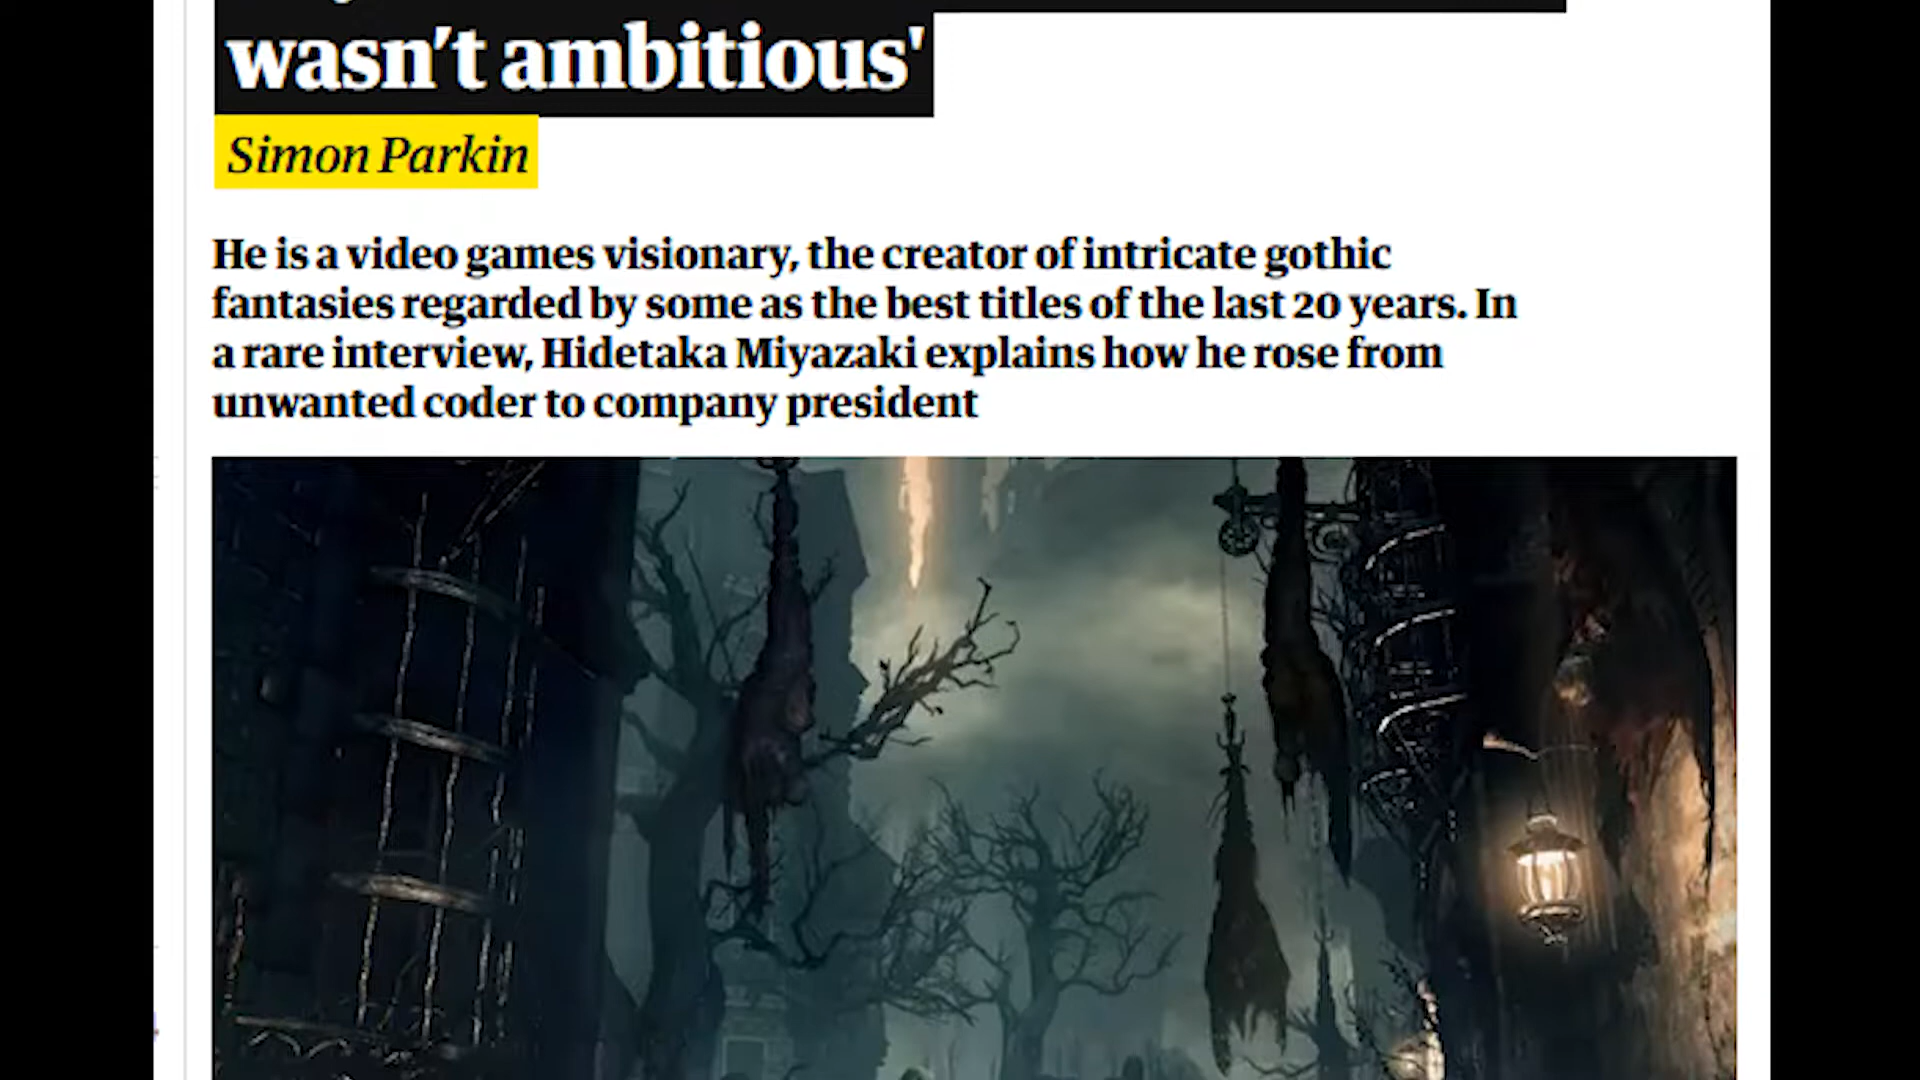 wasn’t ambitious'
Simon Parkin
He is a video games visionary, the creator of intricate gothic
fantasies regarded by some as the best titles of the last 20 years. In
a rare interview, Hidetaka Miyazaki explains how he rose from
unwanted coder to company president